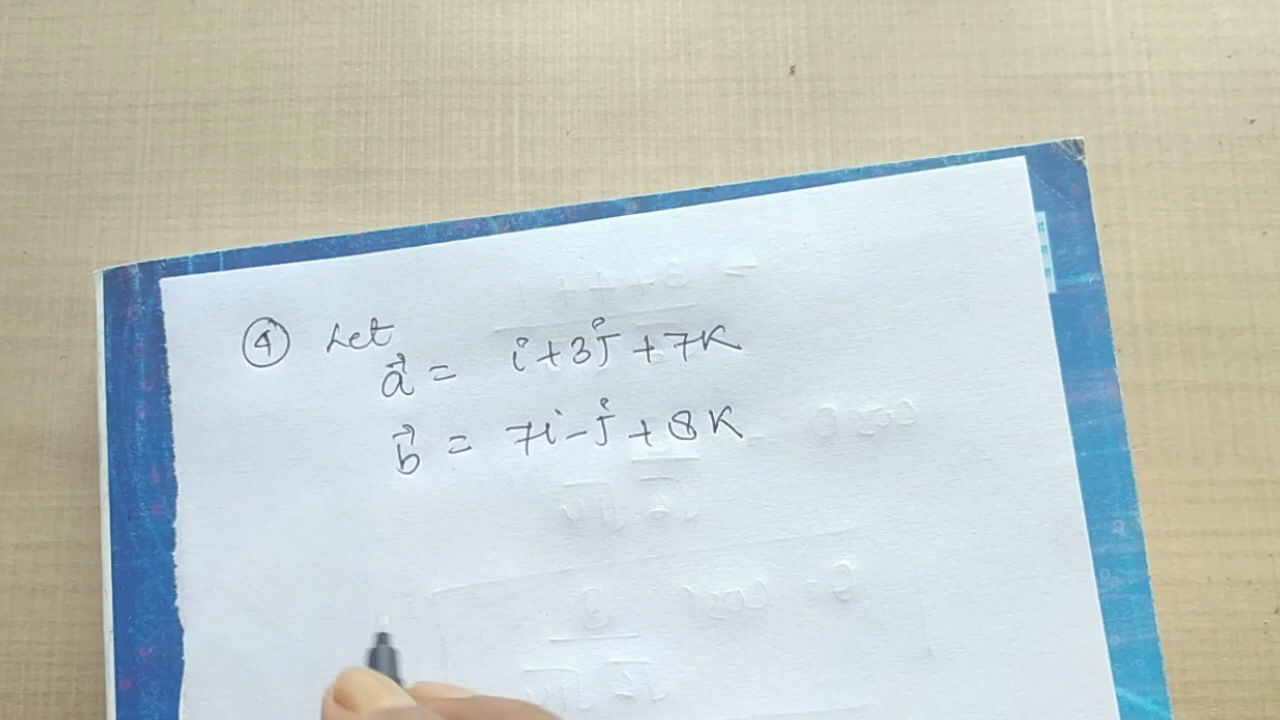 ④ Let
a⃗ = i + 3j + 7k
b⃗ = 7i - j + 8k